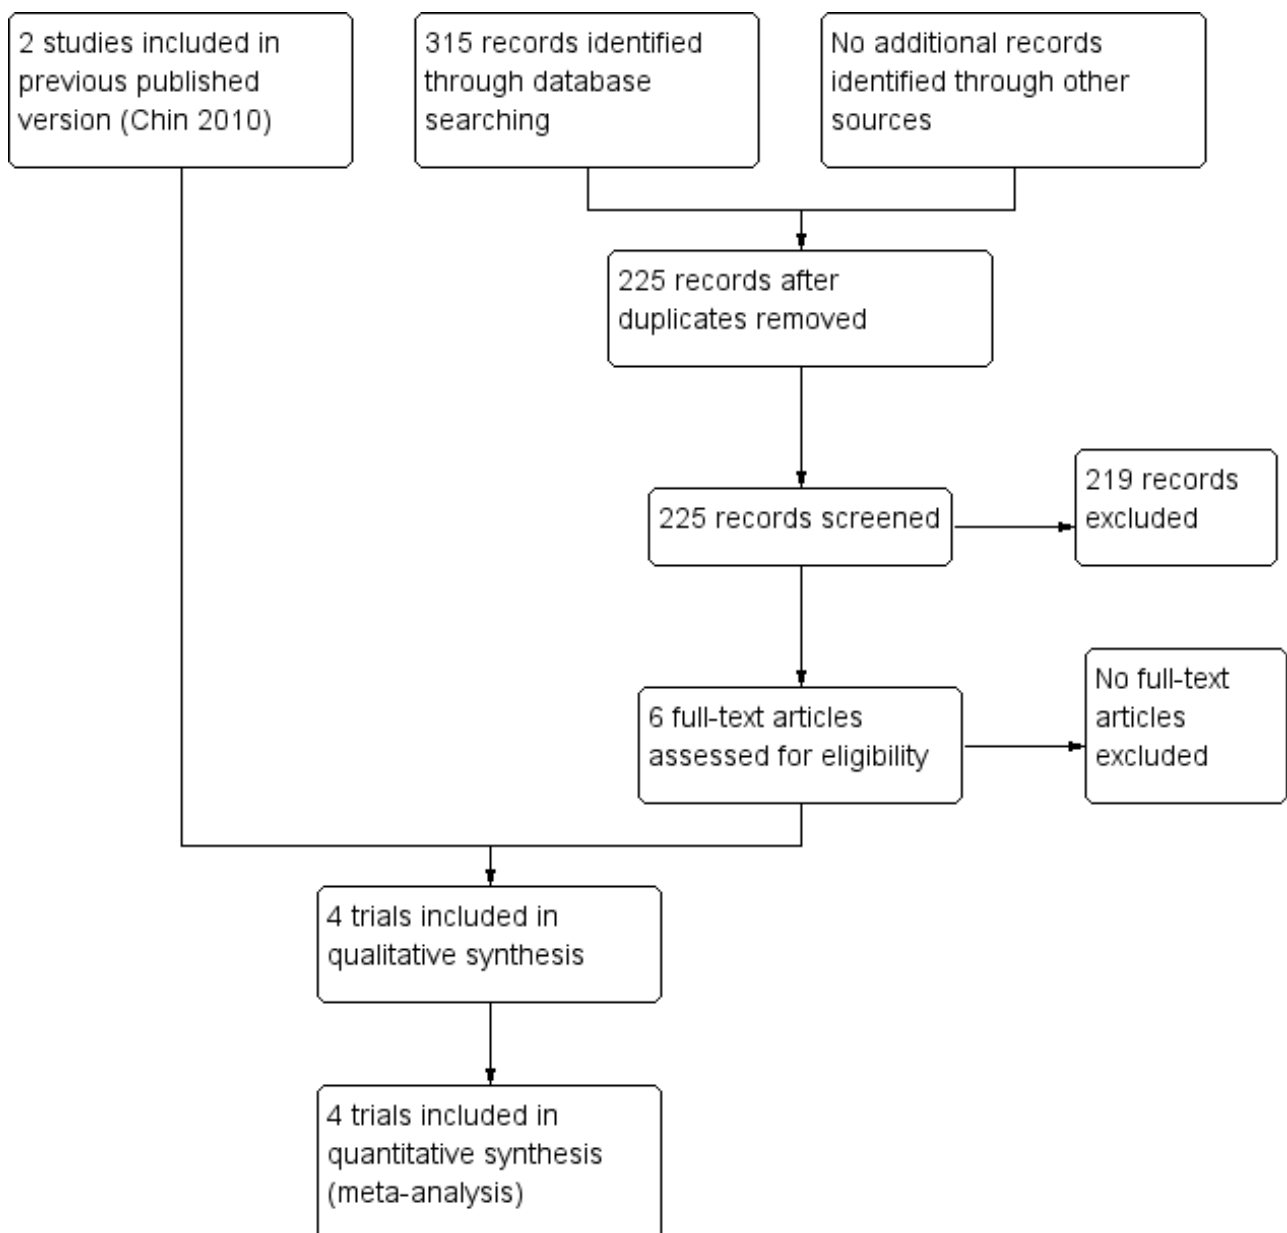 2 studies included in
previous published
version (Chin 2010)
315 records identified
through database
searching
No additional records
identified through other
sources
225 records after
duplicates removed
225 records screened
219 records
excluded
6 full-text articles
assessed for eligibility
No full-text
articles
excluded
4 trials included in
qualitative synthesis
4 trials included in
quantitative synthesis
(meta-analysis)